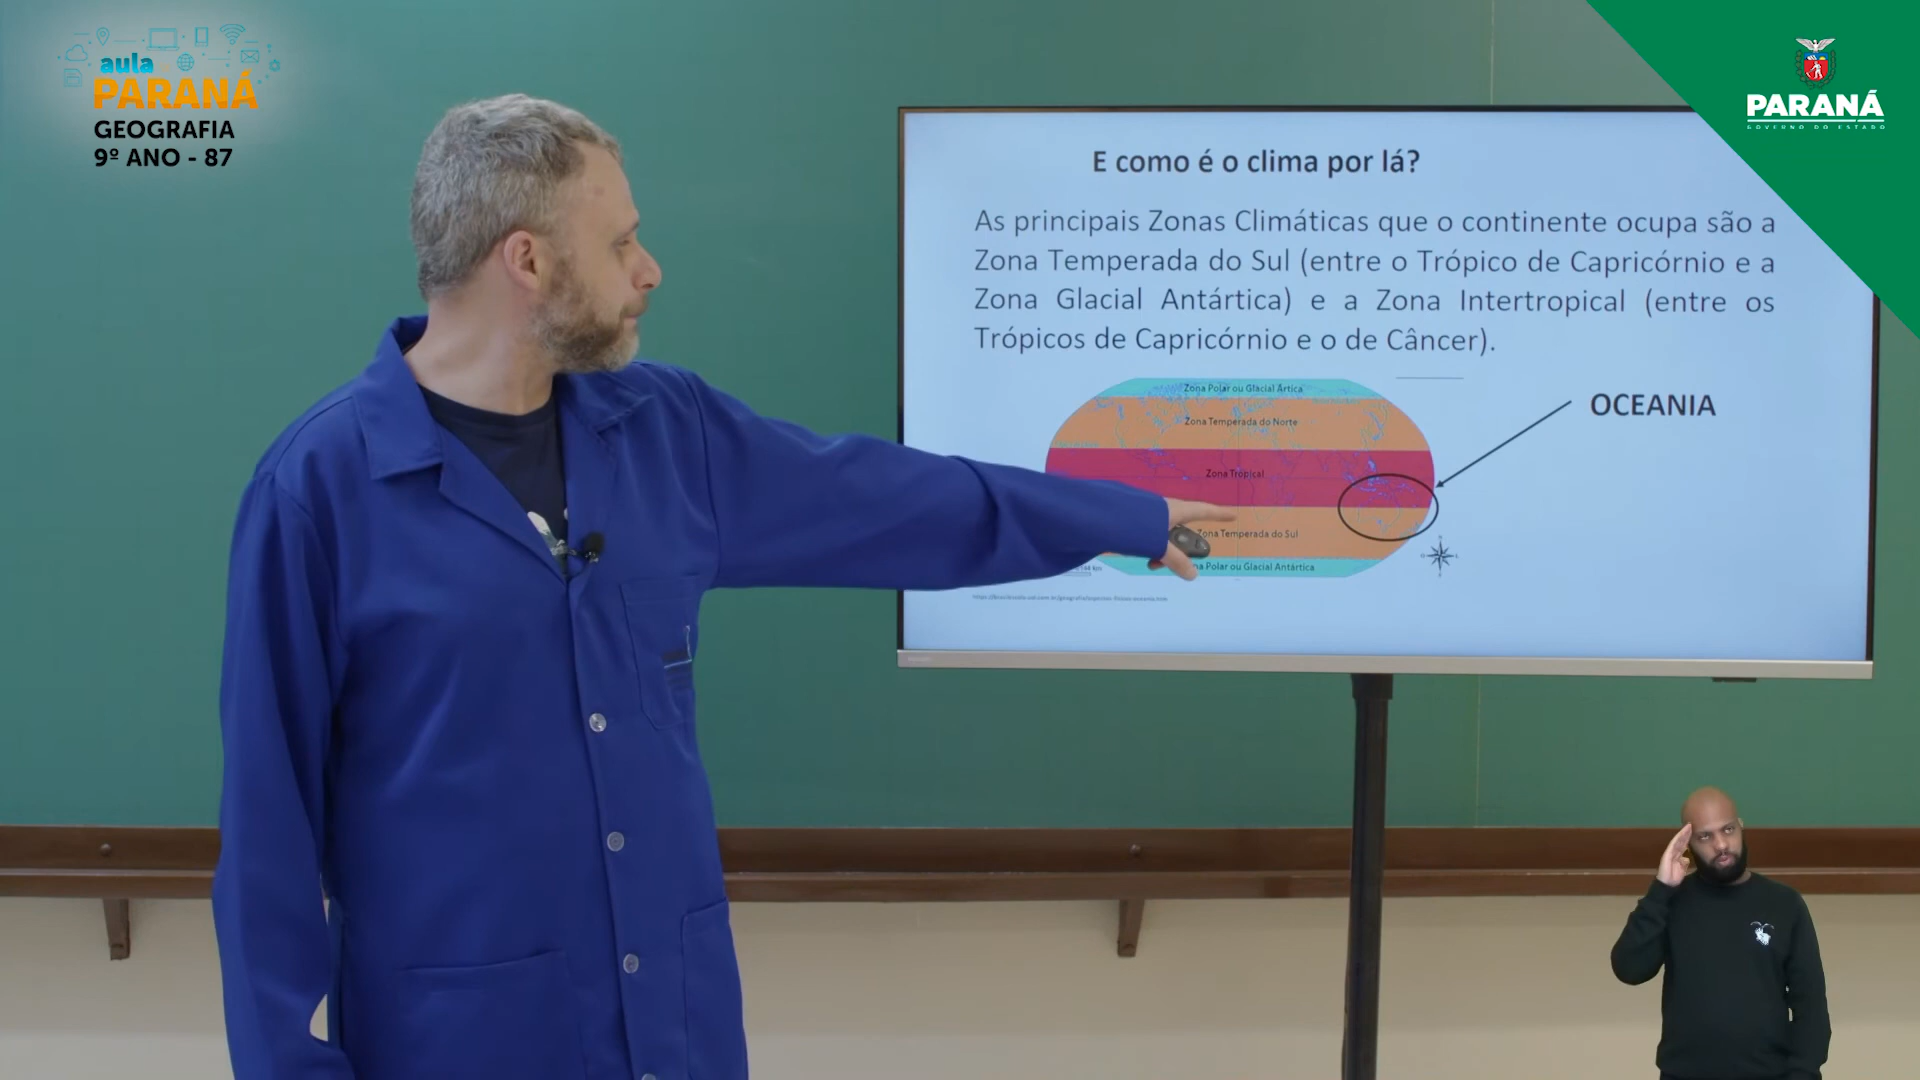 aula
PARANÁ
GEOGRAFIA
9º ANO - 87
PARANÁ
GOVERNO DO ESTADO
E como é o clima por lá?
As principais Zonas Climáticas que o continente ocupa são a
Zona Temperada do Sul (entre o Trópico de Capricórnio e a
Zona Glacial Antártica) e a Zona Intertropical (entre os
Trópicos de Capricórnio e o de Câncer).
Zona Polar ou Glacial Ártica
OCEANIA
Zona Temperada do Norte
Zona Tropical
Zona Temperada do Sul
Polar ou Glacial Antártica